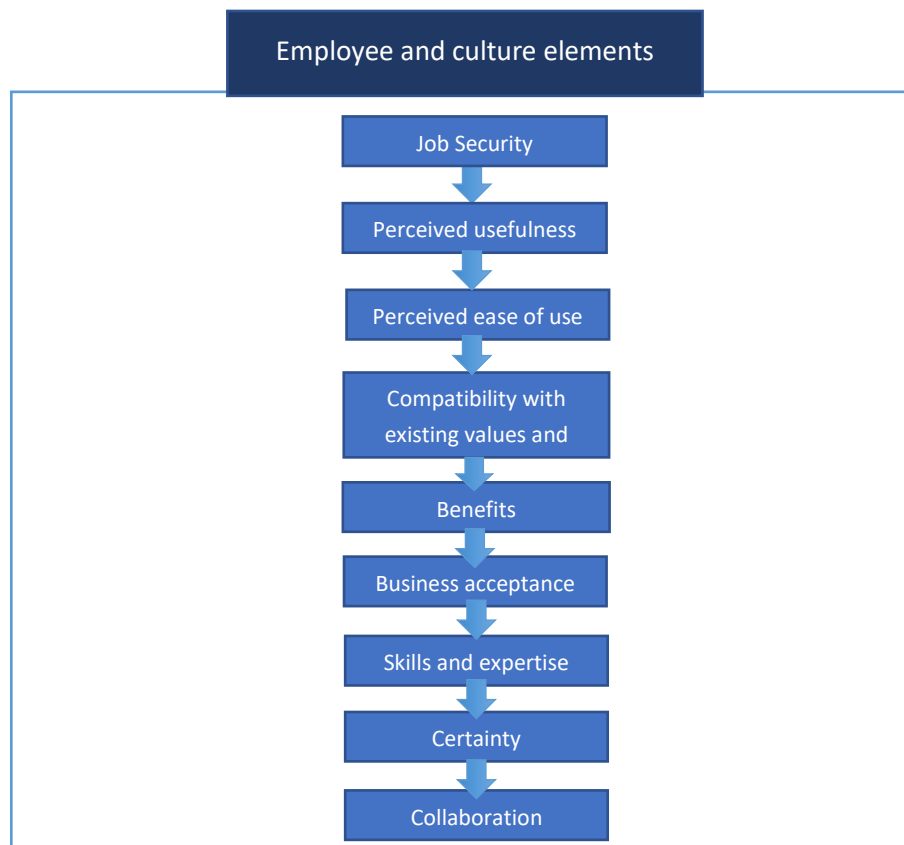 Employee and culture elements
Job Security
Perceived usefulness
Perceived ease of use
Compatibility with
existing values and
Benefits
Business acceptance
Skills and expertise
Certainty
Collaboration